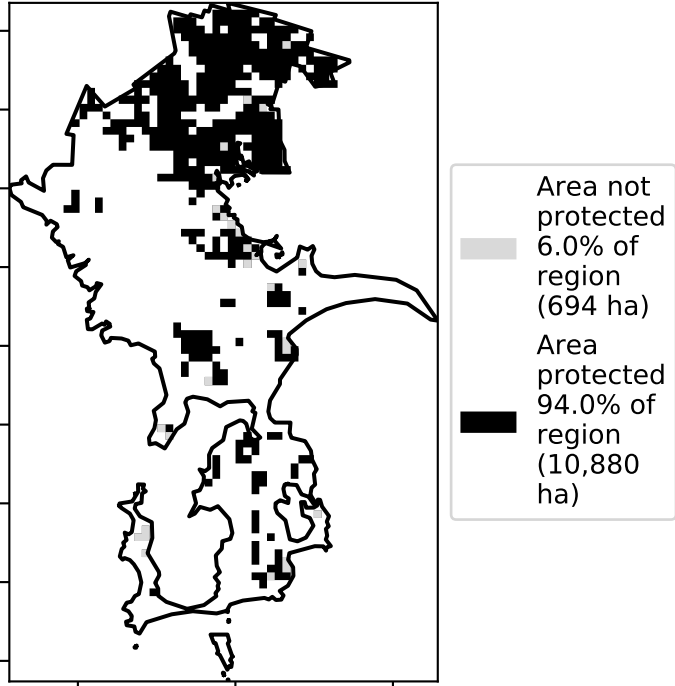 Area not
protected
6.0% of
region
(694 ha)
Area
protected
94.0% of
region
(10,880
ha)